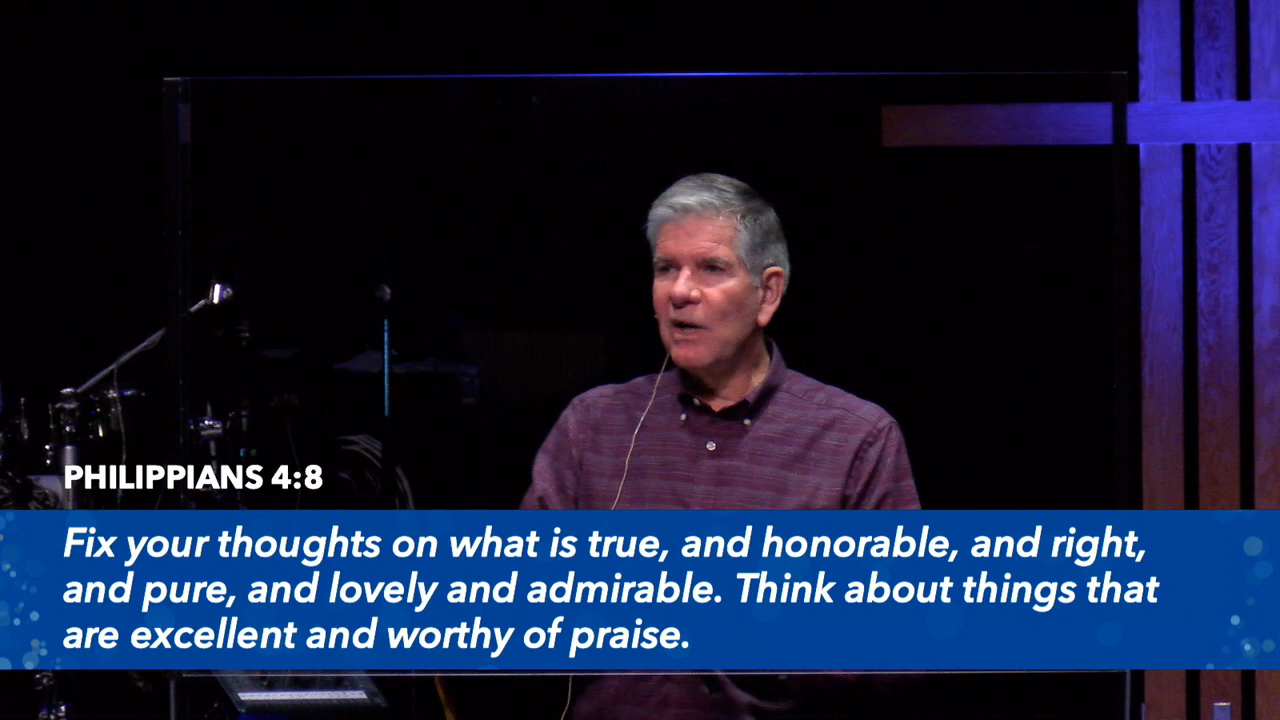 PHILIPPIANS 4:8
Fix your thoughts on what is true, and honorable, and right,
and pure, and lovely and admirable. Think about things that
are excellent and worthy of praise.